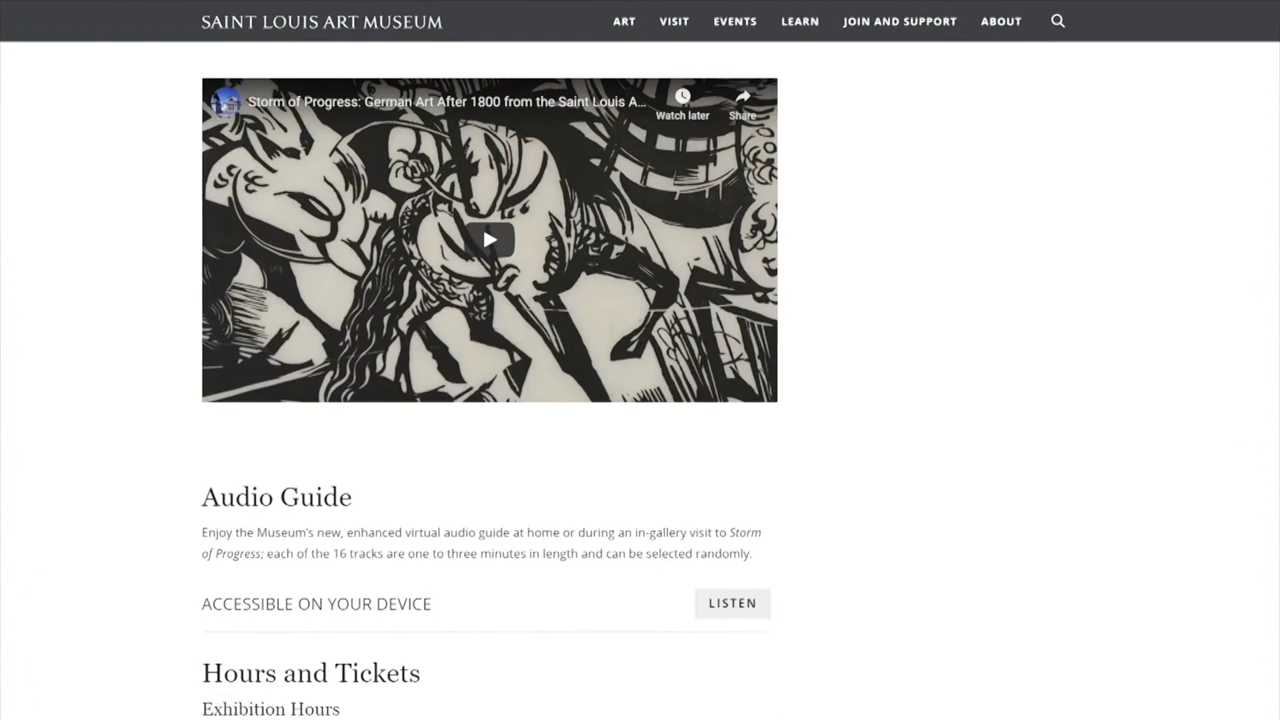 SAINT LOUIS ART MUSEUM
ART VISIT EVENTS LEARN JOIN AND SUPPORT ABOUT
Storm of Progress: German Art After 1800 from the Saint Louis A...
Watch later Share
Audio Guide
Enjoy the Museum's new, enhanced virtual audio guide at home or during an in-gallery visit to Storm
of Progress; each of the 16 tracks are one to three minutes in length and can be selected randomly.
ACCESSIBLE ON YOUR DEVICE LISTEN
Hours and Tickets
Exhibition Hours